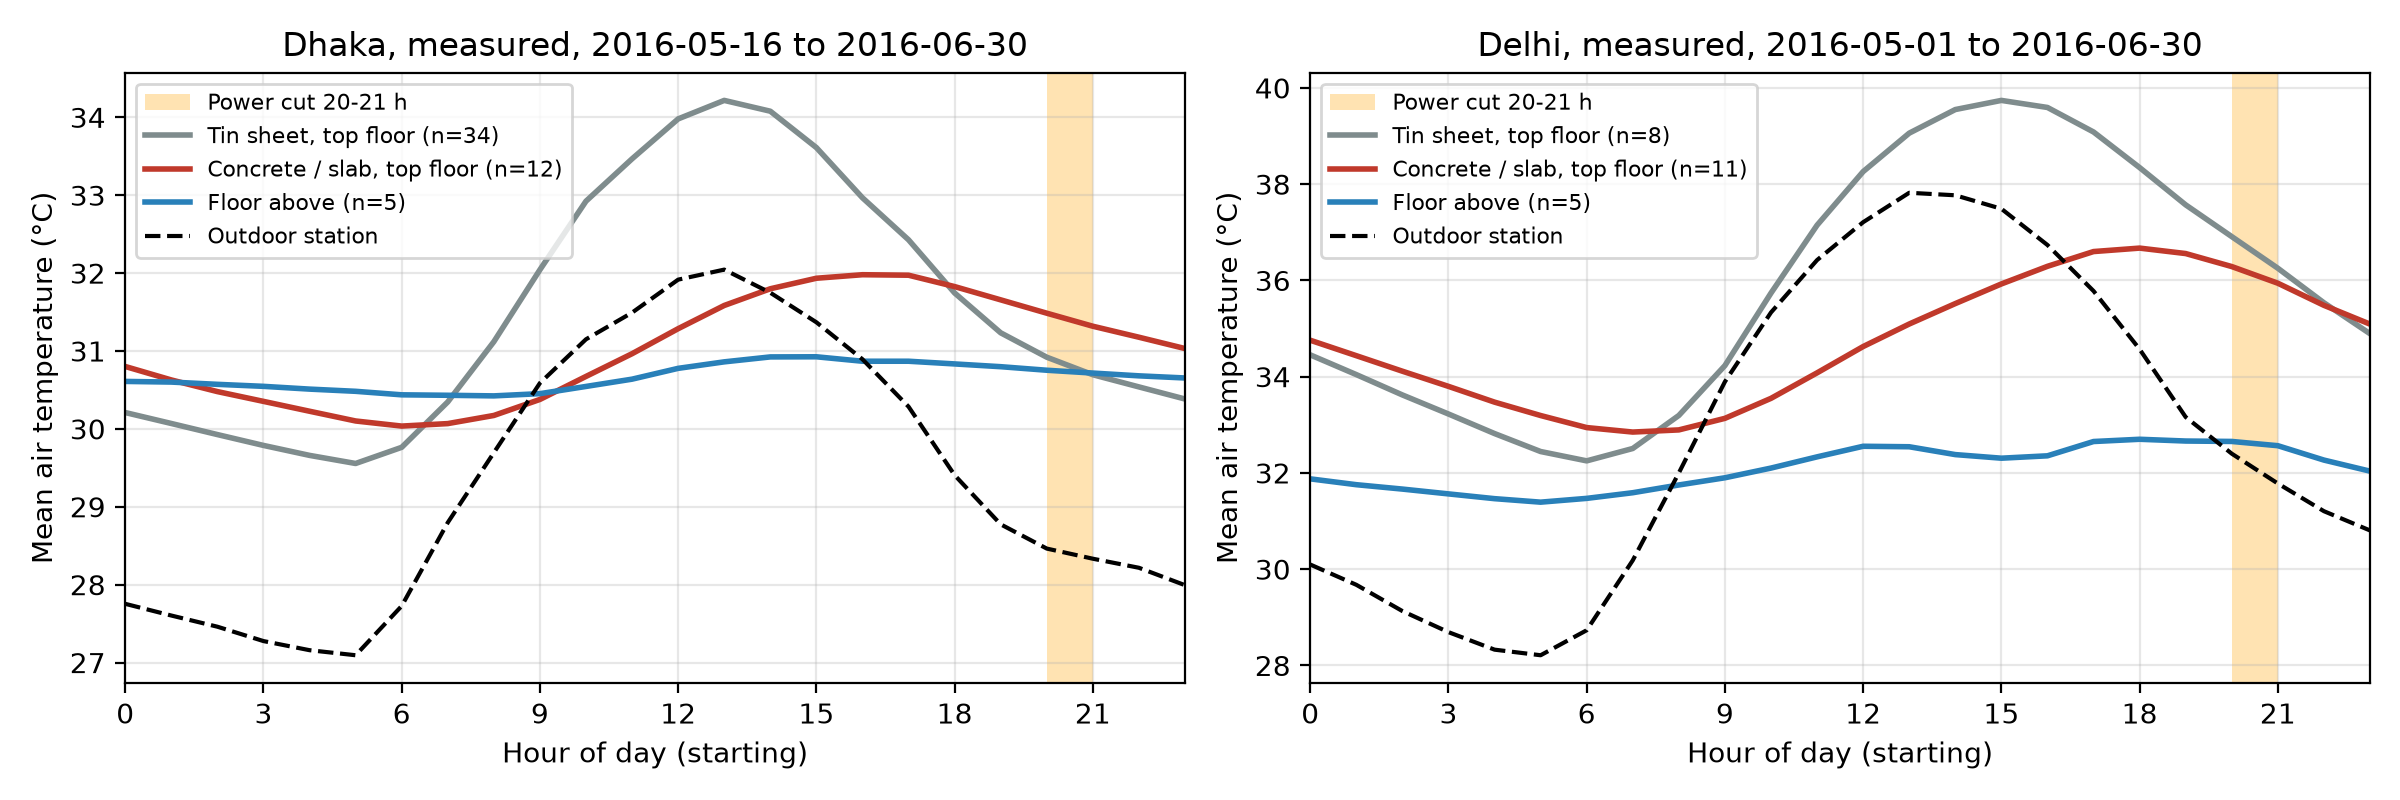 Dhaka, measured, 2016-05-16 to 2016-06-30
Power cut 20-21 h
Tin sheet, top floor (n=34)
Concrete / slab, top floor (n=12)
Floor above (n=5)
Outdoor station
Mean air temperature (°C)
34
33
32
31
30
29
28
27
0 3 6 9 12 15 18 21
Hour of day (starting)
Delhi, measured, 2016-05-01 to 2016-06-30
Power cut 20-21 h
Tin sheet, top floor (n=8)
Concrete / slab, top floor (n=11)
Floor above (n=5)
Outdoor station
Mean air temperature (°C)
40
38
36
34
32
30
28
0 3 6 9 12 15 18 21
Hour of day (starting)